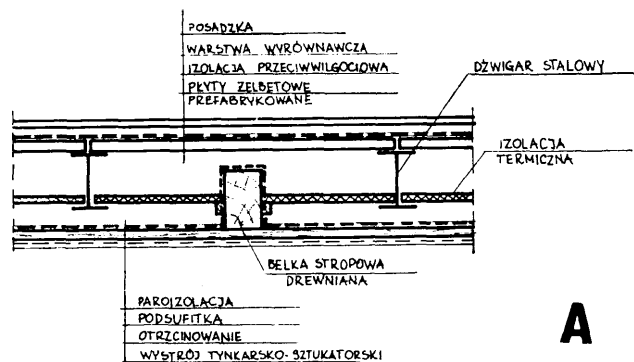 POSADZKA
WARSTWA WYRÓWNAWCZA
IZOLACJA PRZECIWWILGOCIOWA
PŁYTY ŻELBETOWE
PREFABRYKOWANE
DŹWIGAR STALOWY
IZOLACJA
TERMICZNA
BELKA STROPOWA
DREWNIANA
PAROIZOLACJA
PODSUFITKA
OTRZCINOWANIE
WYSTRÓJ TYNKARSKO-SZTUKATORSKI
A